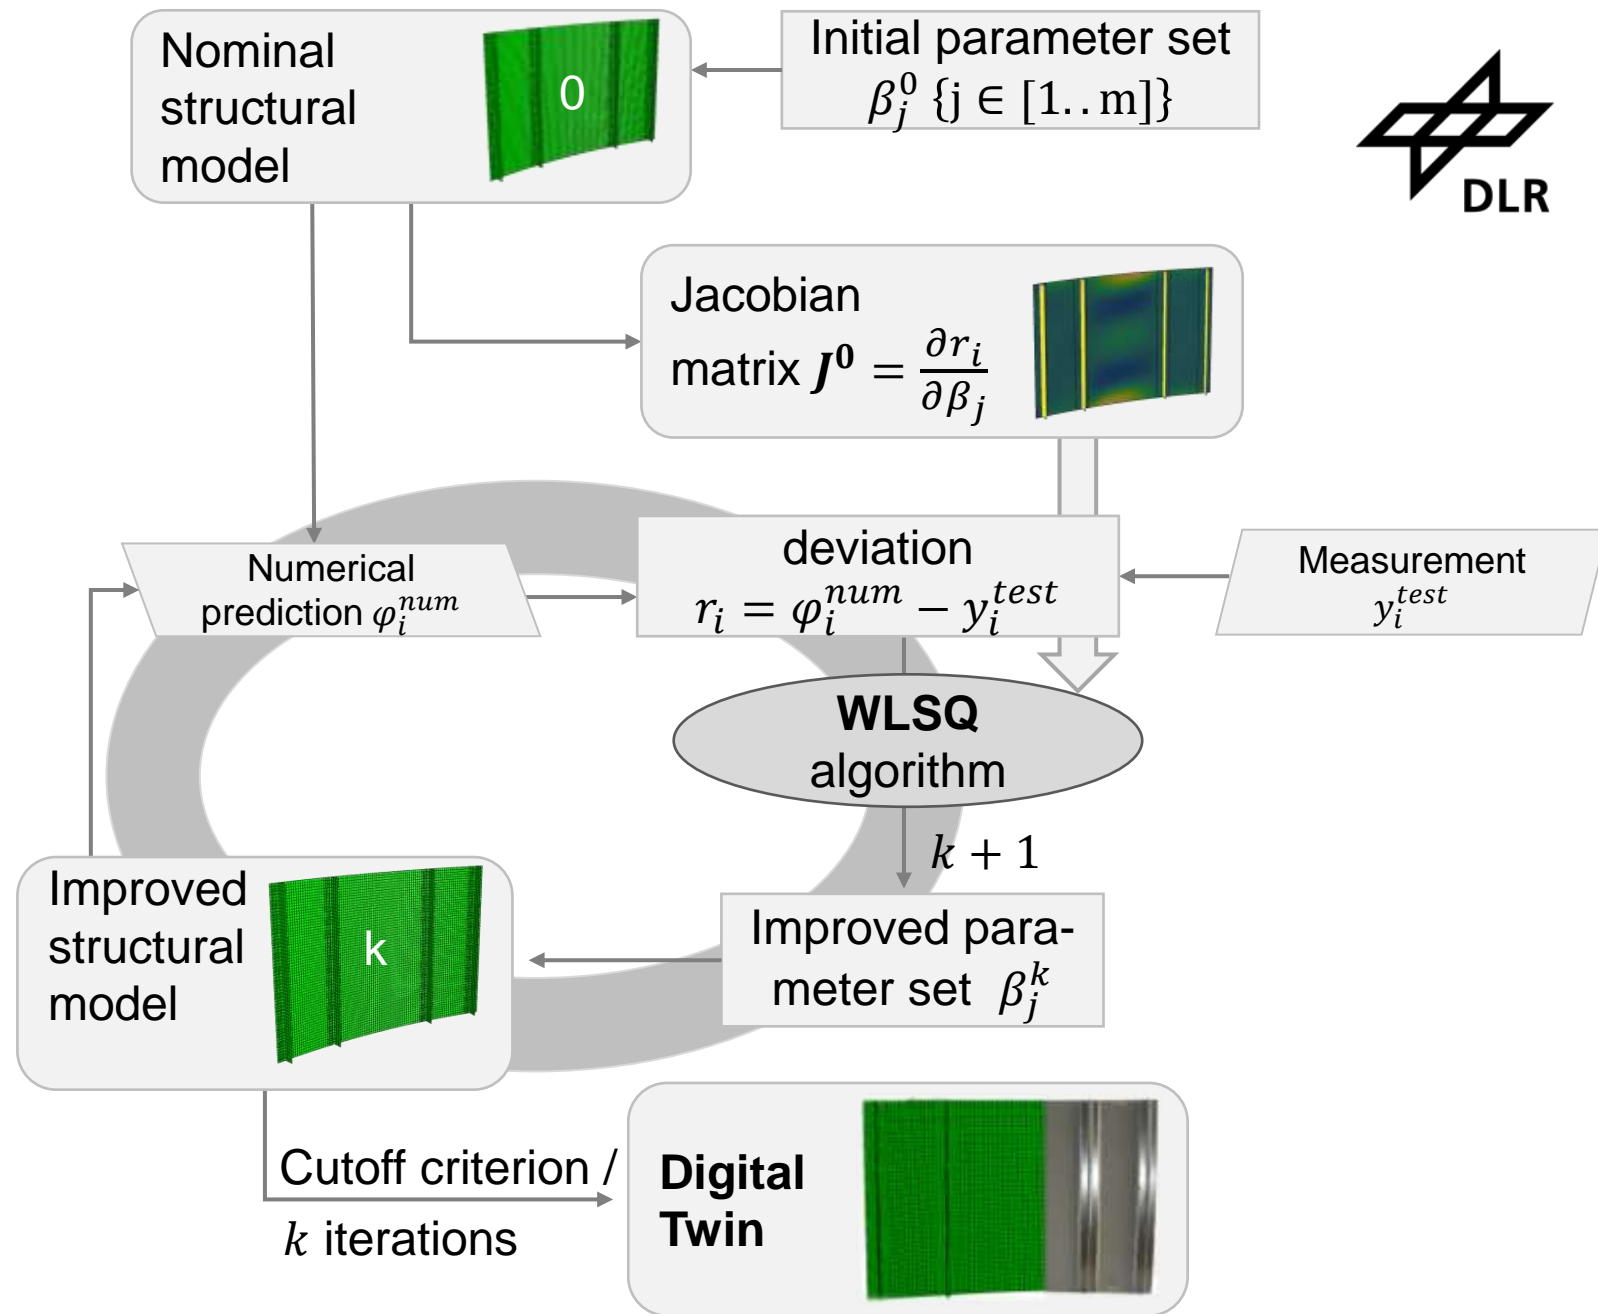 Nominal
structural
model
0
Initial parameter set
β_j^0 {j ∈ [1..m]}
DLR
Jacobian
matrix J^0 = ∂r_i/∂β_j
Numerical
prediction φ_i^num
deviation
r_i = φ_i^num − y_i^test
Measurement
y_i^test
WLSQ
algorithm
k + 1
Improved
structural
model
k
Improved para-
meter set β_j^k
Cutoff criterion /
k iterations
Digital
Twin